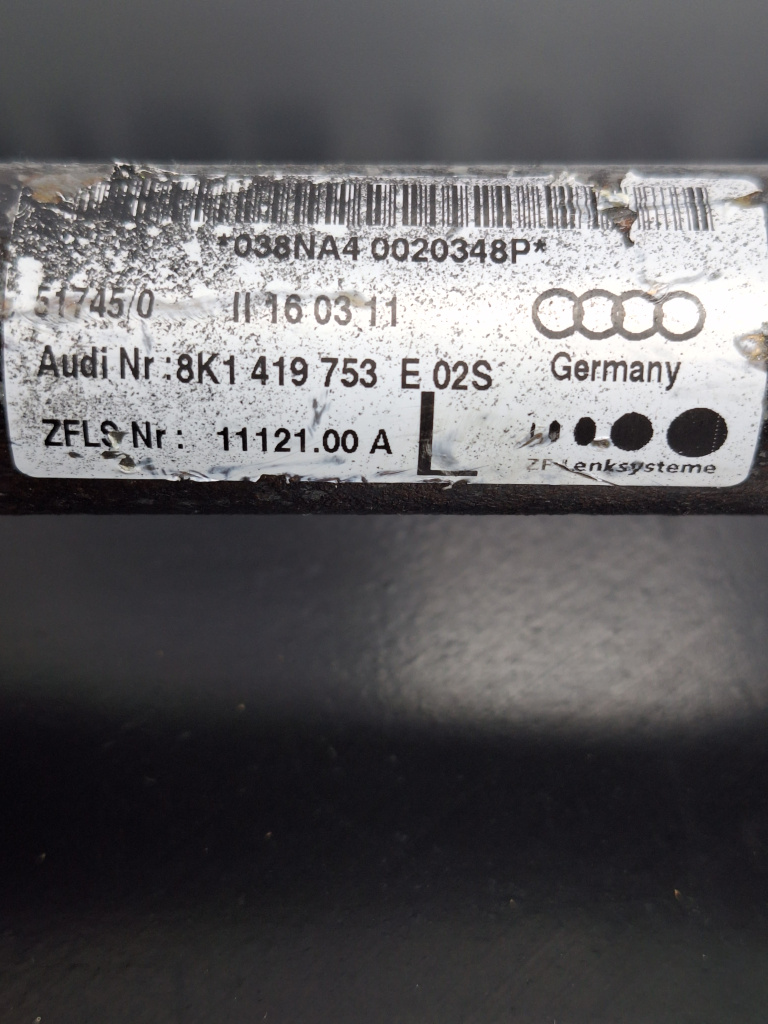 *038NA4 0020348P*
51745/0 II 16 03 11
Audi Nr :8K1 419 753 E 02S Germany
ZFLS Nr : 11121.00 A L
ZF Lenksysteme